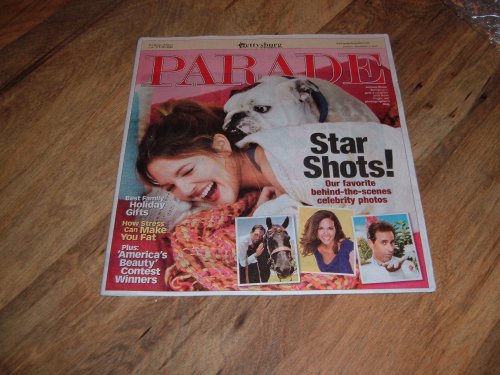 Gettysburg
PARADE
Star
Shots!
Our favorite
behind-the-scenes
celebrity photos
Best Family
Holiday
Gifts
How Stress
Can Make
You Fat
Plus:
'America's
Beauty'
Contest
Winners